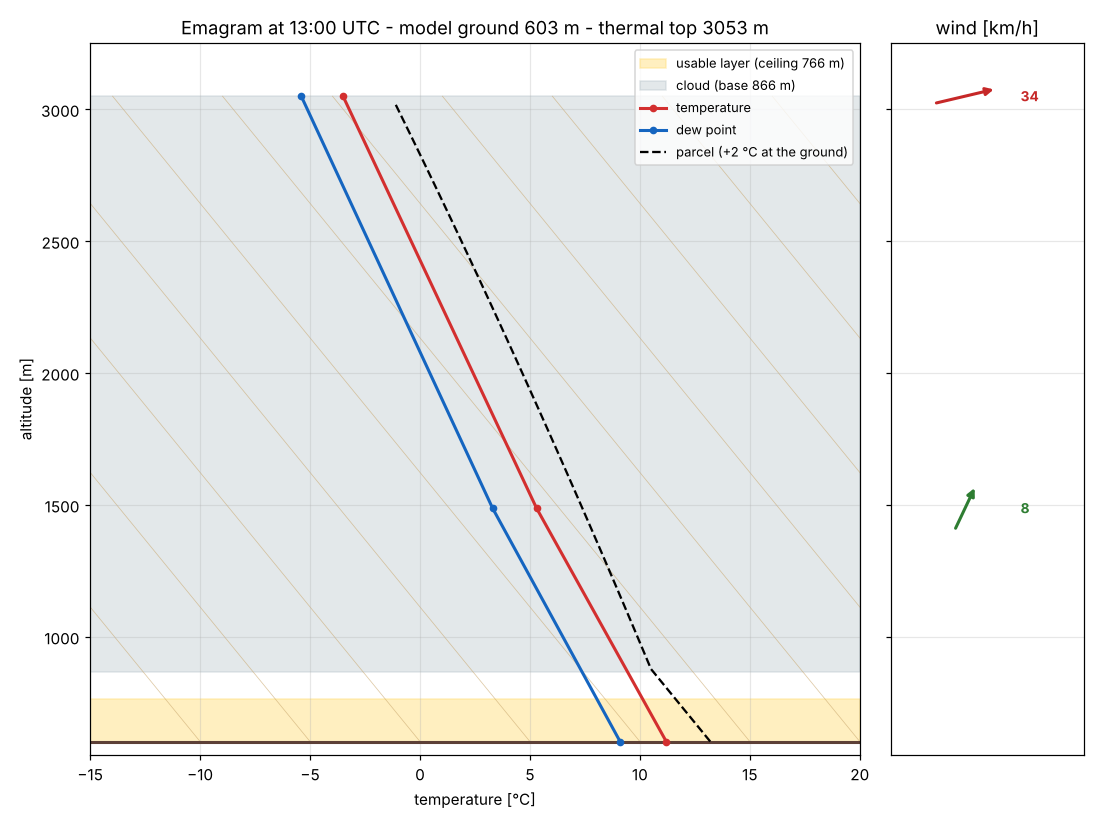 Emagram at 13:00 UTC - model ground 603 m - thermal top 3053 m
wind [km/h]
usable layer (ceiling 766 m)
cloud (base 866 m)
temperature
dew point
parcel (+2 °C at the ground)
34
8
3000
2500
2000
1500
1000
altitude [m]
−15
−10
−5
0
5
10
15
20
temperature [°C]